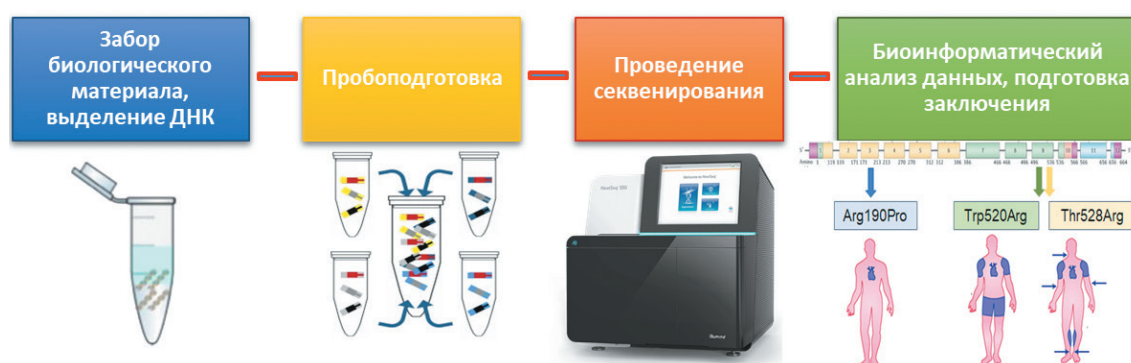 Забор
биологического
материала,
выделение ДНК
Пробоподготовка
Проведение
секвенирования
Биоинформатический
анализ данных, подготовка
заключения
Arg190Pro
Trp520Arg
Thr528Arg